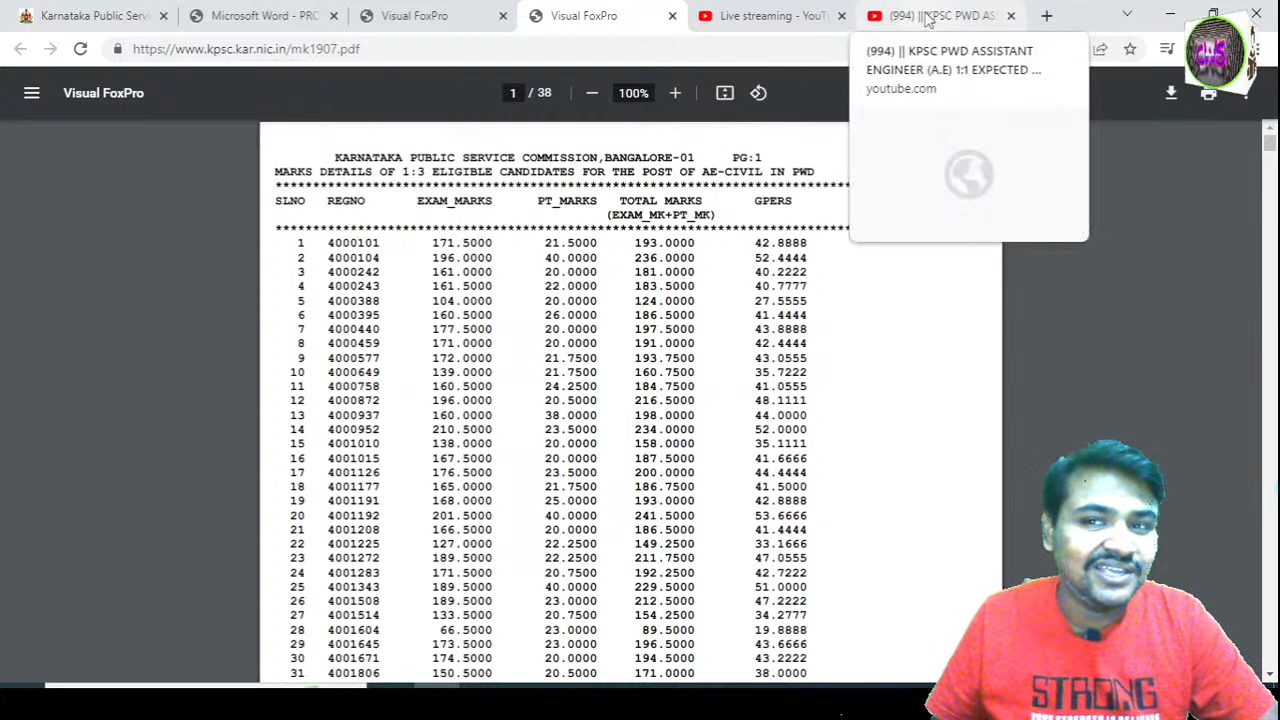 Karnataka Public Servi
Microsoft Word - PRO
Visual FoxPro
Visual FoxPro
Live streaming - YouTu
(994) || KPSC PWD ASS
https://www.kpsc.kar.nic.in/mk1907.pdf
(994) || KPSC PWD ASSISTANT
ENGINEER (A.E) 1:1 EXPECTED ...
youtube.com
Visual FoxPro
1 / 38
100%
KARNATAKA PUBLIC SERVICE COMMISSION,BANGALORE-01 PG:1
MARKS DETAILS OF 1:3 ELIGIBLE CANDIDATES FOR THE POST OF AE-CIVIL IN PWD
SLNO REGNO EXAM_MARKS PT_MARKS TOTAL MARKS GPERS
(EXAM_MK+PT_MK)
1 4000101 171.5000 21.5000 193.0000 42.8888
2 4000104 196.0000 40.0000 236.0000 52.4444
3 4000242 161.0000 20.0000 181.0000 40.2222
4 4000243 161.5000 22.0000 183.5000 40.7777
5 4000388 104.0000 20.0000 124.0000 27.5555
6 4000395 160.5000 26.0000 186.5000 41.4444
7 4000440 177.5000 20.0000 197.5000 43.8888
8 4000459 171.0000 20.0000 191.0000 42.4444
9 4000577 172.0000 21.7500 193.7500 43.0555
10 4000649 139.0000 21.7500 160.7500 35.7222
11 4000758 160.5000 24.2500 184.7500 41.0555
12 4000872 196.0000 20.5000 216.5000 48.1111
13 4000937 160.0000 38.0000 198.0000 44.0000
14 4000952 210.5000 23.5000 234.0000 52.0000
15 4001010 138.0000 20.0000 158.0000 35.1111
16 4001015 167.5000 20.0000 187.5000 41.6666
17 4001126 176.5000 23.5000 200.0000 44.4444
18 4001177 165.0000 21.7500 186.7500 41.5000
19 4001191 168.0000 25.0000 193.0000 42.8888
20 4001192 201.5000 40.0000 241.5000 53.6666
21 4001208 166.5000 20.0000 186.5000 41.4444
22 4001225 127.0000 22.2500 149.2500 33.1666
23 4001272 189.5000 22.2500 211.7500 47.0555
24 4001283 171.5000 20.7500 192.2500 42.7222
25 4001343 189.5000 40.0000 229.5000 51.0000
26 4001508 189.5000 23.0000 212.5000 47.2222
27 4001514 133.5000 20.7500 154.2500 34.2777
28 4001604 66.5000 23.0000 89.5000 19.8888
29 4001645 173.5000 23.0000 196.5000 43.6666
30 4001671 174.5000 20.0000 194.5000 43.2222
31 4001806 150.5000 20.5000 171.0000 38.0000
STRONG